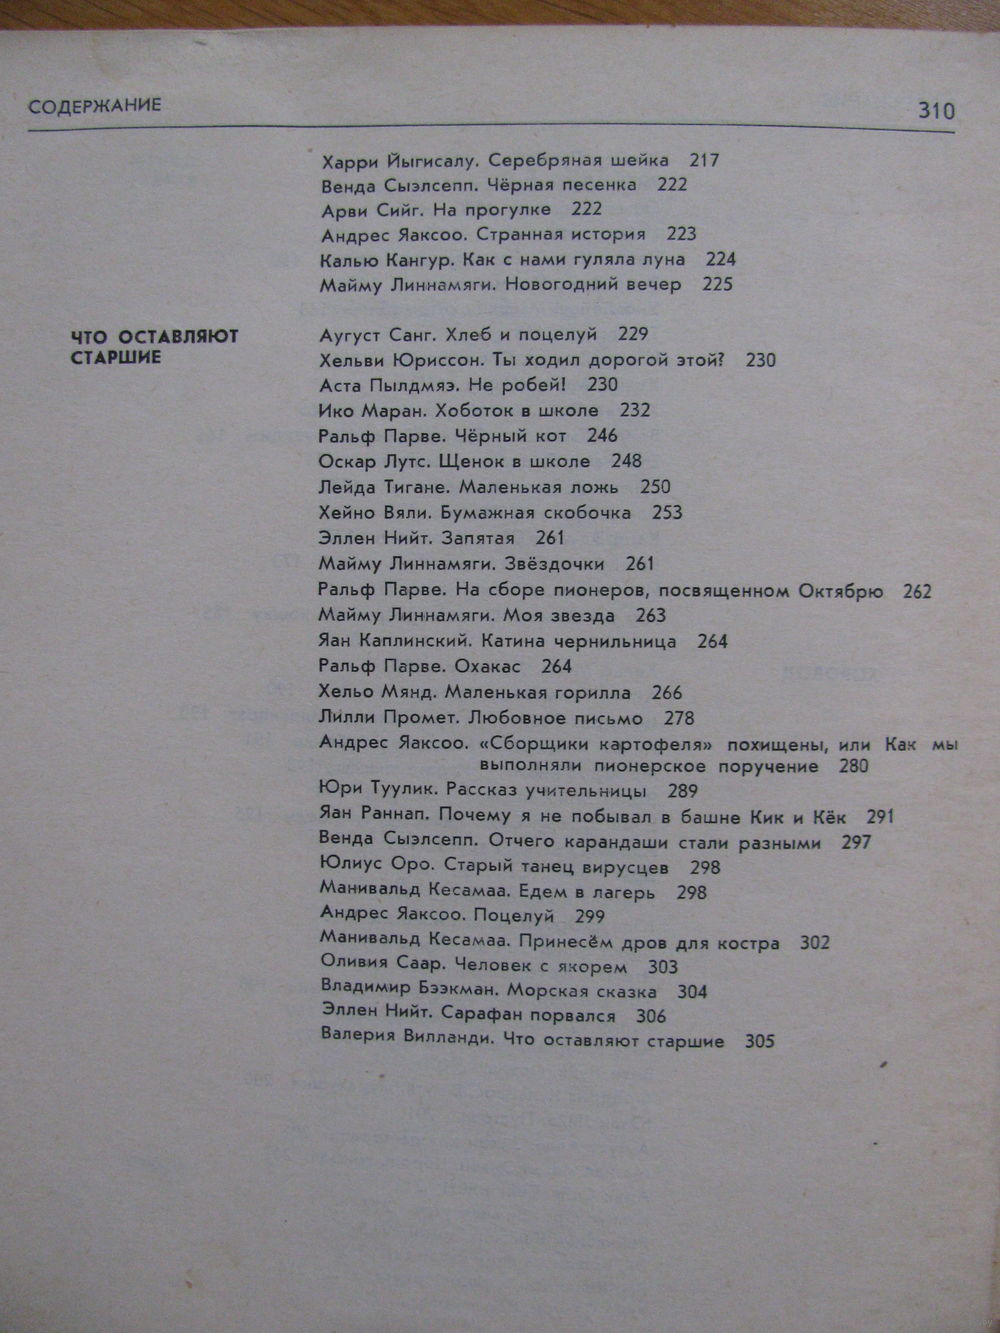 СОДЕРЖАНИЕ 310
Харри Йыгисалу. Серебряная шейка 217
Венда Сыэлсепп. Чёрная песенка 222
Арви Сийг. На прогулке 222
Андрес Яаксоо. Странная история 223
Калью Кангур. Как с нами гуляла луна 224
Майму Линнамяги. Новогодний вечер 225
ЧТО ОСТАВЛЯЮТ
СТАРШИЕ
Аугуст Санг. Хлеб и поцелуй 229
Хельви Юриссон. Ты ходил дорогой этой? 230
Аста Пылдмяэ. Не робей! 230
Ико Маран. Хоботок в школе 232
Ральф Парве. Чёрный кот 246
Оскар Лутс. Щенок в школе 248
Лейда Тигане. Маленькая ложь 250
Хейно Вяли. Бумажная скобочка 253
Эллен Нийт. Запятая 261
Майму Линнамяги. Звёздочки 261
Ральф Парве. На сборе пионеров, посвященном Октябрю 262
Майму Линнамяги. Моя звезда 263
Яан Каплинский. Катина чернильница 264
Ральф Парве. Охакас 264
Хельо Мянд. Маленькая горилла 266
Лилли Промет. Любовное письмо 278
Андрес Яаксоо. «Сборщики картофеля» похищены, или Как мы
выполняли пионерское поручение 280
Юри Туулик. Рассказ учительницы 289
Яан Раннап. Почему я не побывал в башне Кик и Кёк 291
Венда Сыэлсепп. Отчего карандаши стали разными 297
Юлиус Оро. Старый танец вирусцев 298
Манивальд Кесамаа. Едем в лагерь 298
Андрес Яаксоо. Поцелуй 299
Манивальд Кесамаа. Принесём дров для костра 302
Оливия Саар. Человек с якорем 303
Владимир Бээкман. Морская сказка 304
Эллен Нийт. Сарафан порвался 306
Валерия Вилланди. Что оставляют старшие 305